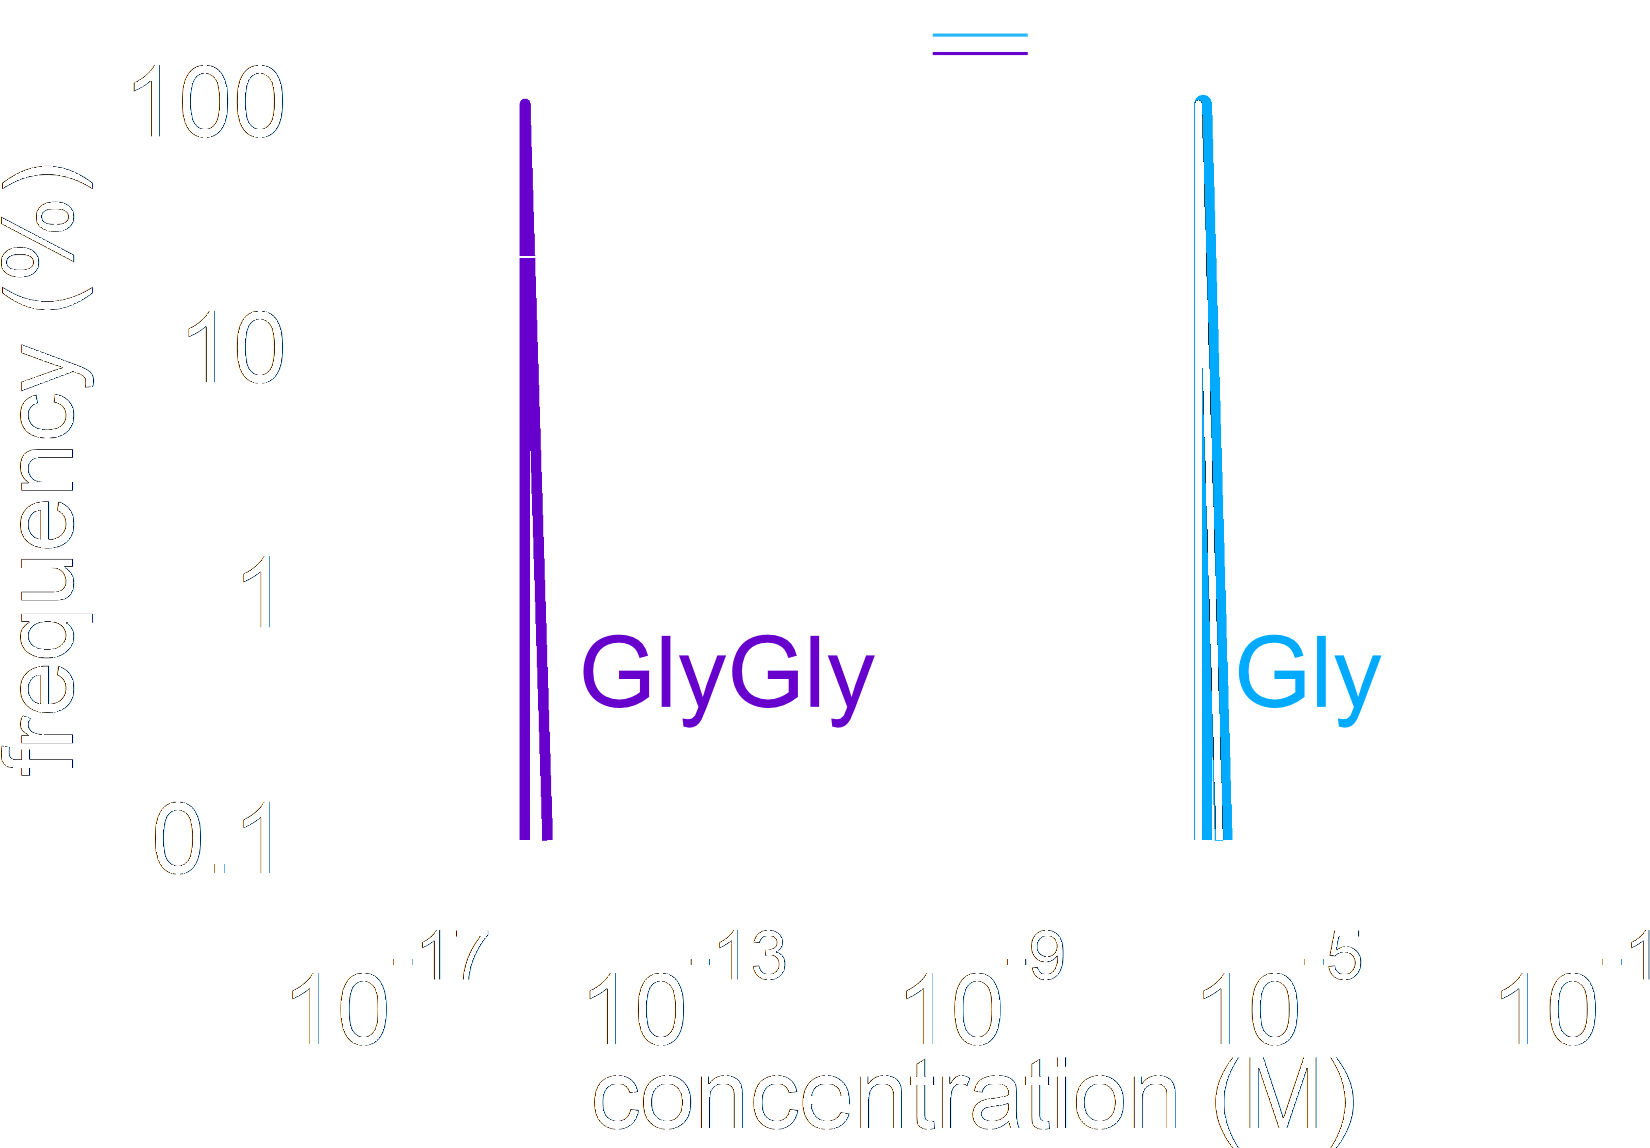 100
10
1
0.1
frequency (%)
GlyGly
Gly
10⁻¹⁷ 10⁻¹³ 10⁻⁹ 10⁻⁵ 10⁻¹
concentration (M)